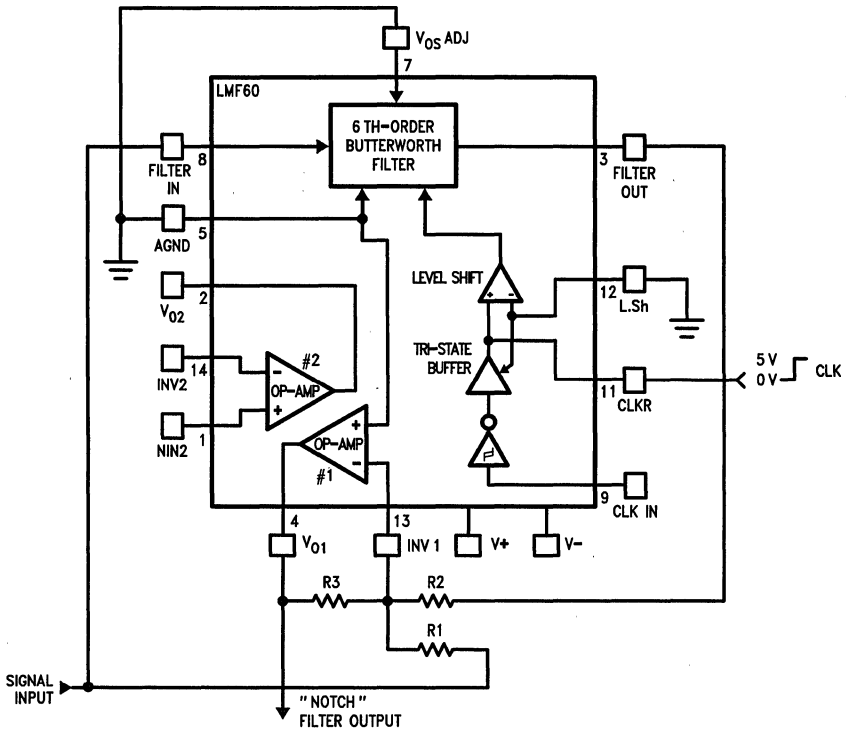 V_OS ADJ
7
LMF60
6 TH-ORDER
BUTTERWORTH
FILTER
FILTER
IN
8
3
FILTER
OUT
AGND
5
LEVEL SHIFT
+
-
12
L.Sh
V_O2
2
TRI-STATE
BUFFER
5 V
0 V
CLK
11
CLKR
INV2
14
#2
-
OP-AMP
+
NIN2
1
+
OP-AMP
-
#1
9
CLK IN
4
V_O1
13
INV 1
V+
V-
R3
R2
R1
SIGNAL
INPUT
"NOTCH"
FILTER OUTPUT